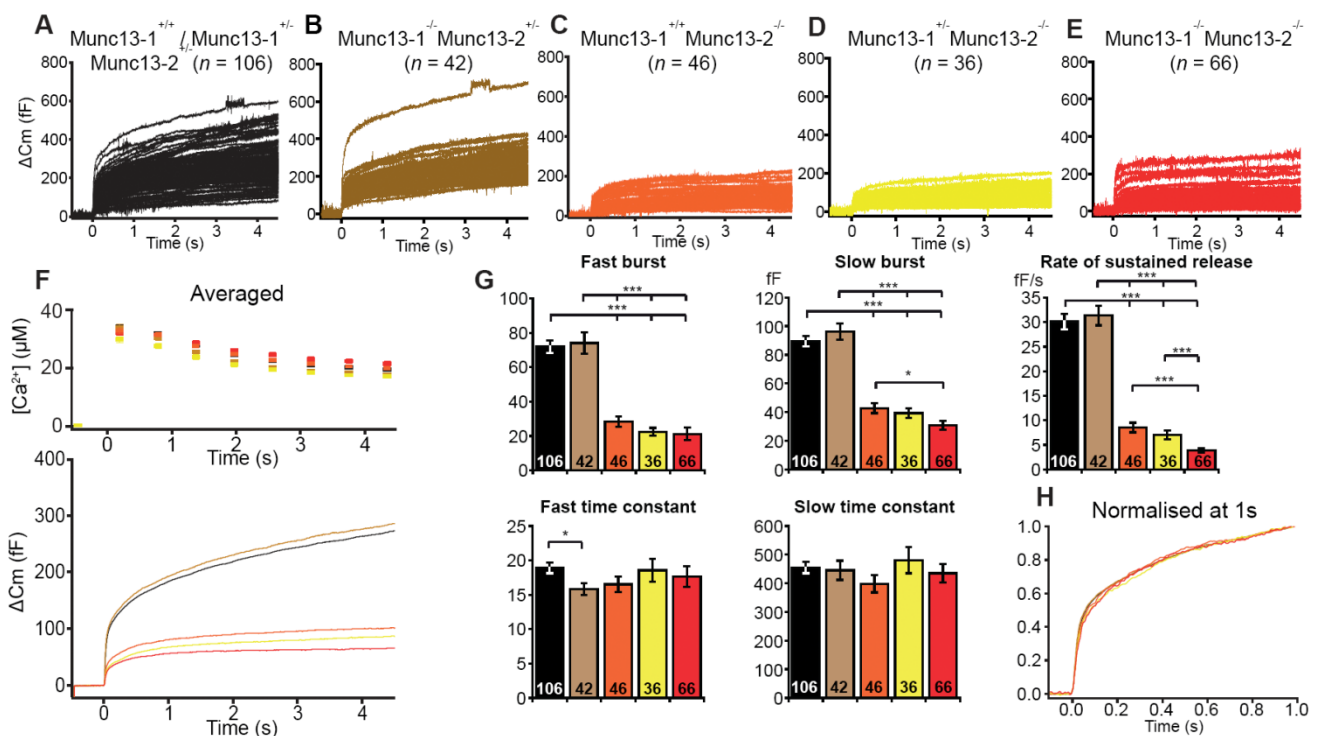 A
Munc13-1+/+ / Munc13-1+/-
Munc13-2+/- (n = 106)
B
Munc13-1-/- Munc13-2+/-
(n = 42)
C
Munc13-1+/+ Munc13-2-/-
(n = 46)
D
Munc13-1+/- Munc13-2-/-
(n = 36)
E
Munc13-1-/- Munc13-2-/-
(n = 66)
ΔCm (fF)
800
600
400
200
0
0 1 2 3 4
Time (s)
800
600
400
200
0
0 1 2 3 4
Time (s)
800
600
400
200
0
0 1 2 3 4
Time (s)
800
600
400
200
0
0 1 2 3 4
Time (s)
800
600
400
200
0
0 1 2 3 4
Time (s)
F
Averaged
[Ca2+] (µM)
40
20
0
0 1 2 3 4
Time (s)
ΔCm (fF)
400
300
200
100
0
0 1 2 3 4
Time (s)
G
Fast burst
***
***
100
80
60
40
20
0
106 42 46 36 66
Slow burst
fF
***
***
*
120
100
80
60
40
20
0
106 42 46 36 66
Rate of sustained release
fF/s
***
***
***
***
35
30
25
20
15
10
5
0
106 42 46 36 66
Fast time constant
*
25
20
15
10
5
0
106 42 46 36 66
Slow time constant
600
500
400
300
200
100
0
106 42 46 36 66
H
Normalised at 1s
1.0
0.8
0.6
0.4
0.2
0.0
0.0 0.2 0.4 0.6 0.8 1.0
Time (s)